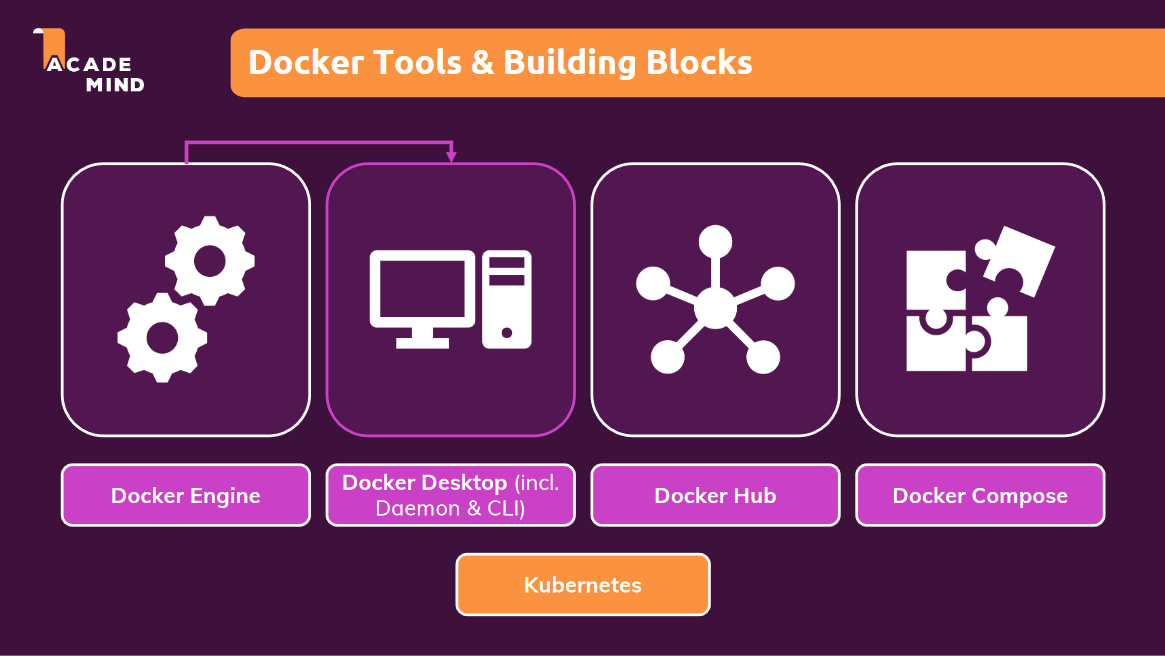 ACADE
MIND
Docker Tools & Building Blocks
Docker Engine
Docker Desktop (incl.
Daemon & CLI)
Docker Hub
Docker Compose
Kubernetes